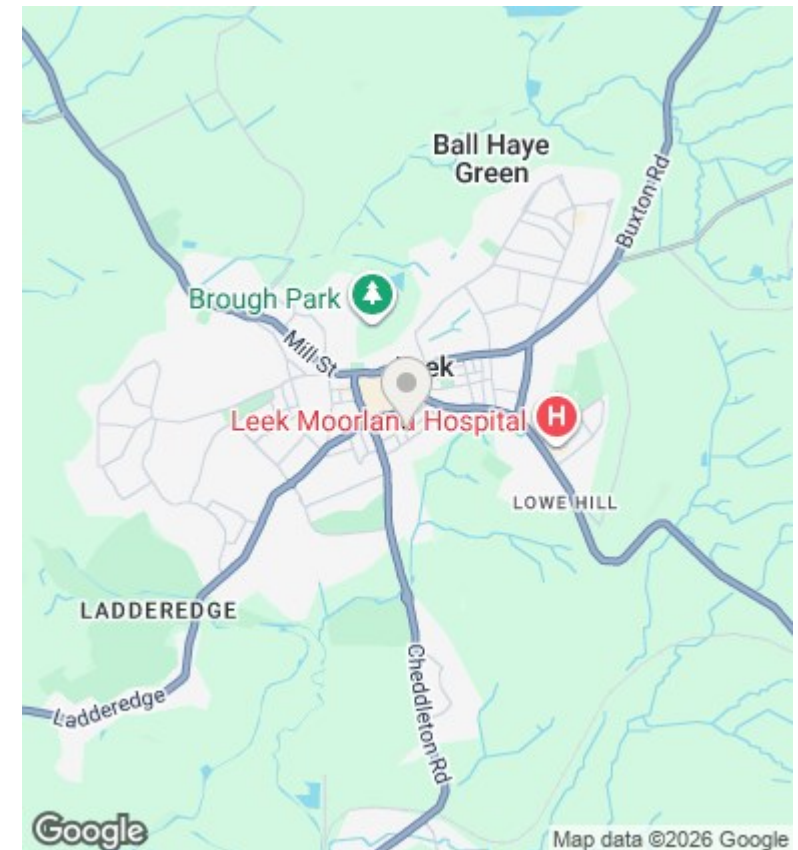 Ball Haye
Green
Buxton Rd
Brough Park
Mill St
Leek
Leek Moorland Hospital
H
LOWE HILL
LADDEREDGE
Cheddleton Rd
Ladderedge
Google
Map data ©2026 Google